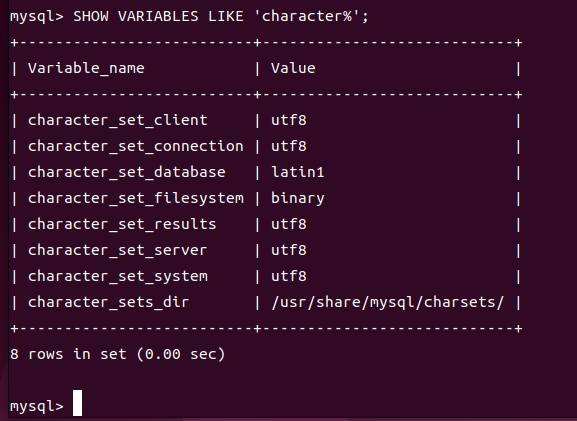 mysql> SHOW VARIABLES LIKE 'character%';
+--------------------------+----------------------------+
| Variable_name            | Value                      |
+--------------------------+----------------------------+
| character_set_client     | utf8                       |
| character_set_connection | utf8                       |
| character_set_database   | latin1                     |
| character_set_filesystem | binary                     |
| character_set_results    | utf8                       |
| character_set_server     | utf8                       |
| character_set_system     | utf8                       |
| character_sets_dir       | /usr/share/mysql/charsets/ |
+--------------------------+----------------------------+
8 rows in set (0.00 sec)
mysql>